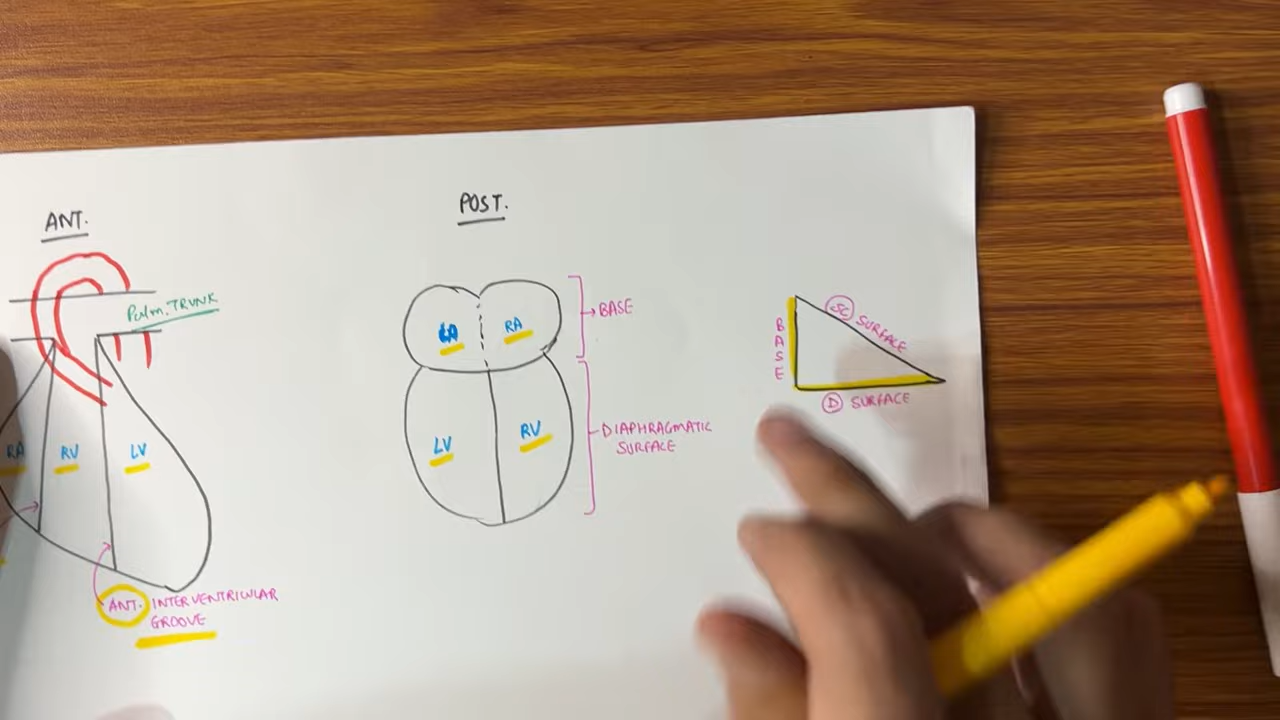 ANT.
Pulm. TRUNK
RA
RV
LV
ANT. INTERVENTRICULAR
GROOVE
POST.
LA
RA
BASE
LV
RV
DIAPHRAGMATIC
SURFACE
BASE
SC SURFACE
D SURFACE